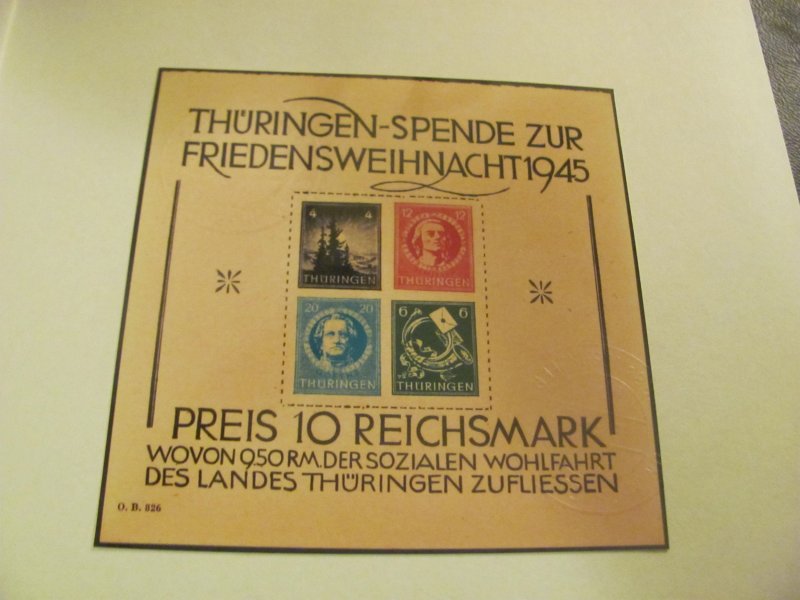 THÜRINGEN-SPENDE ZUR
FRIEDENSWEIHNACHT 1945
4 4
THÜRINGEN
12 12
THÜRINGEN
20 20
THÜRINGEN
6 6
THÜRINGEN
PREIS 10 REICHSMARK
WOVON 9.50 R.M. DER SOZIALEN WOHLFAHRT
DES LANDES THÜRINGEN ZUFLIESSEN
O. B. 826